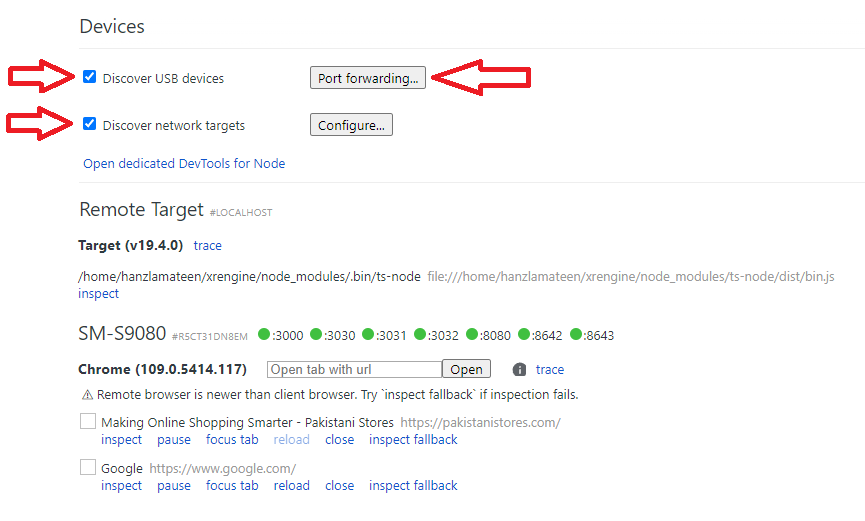 Devices
Discover USB devices Port forwarding...
Discover network targets Configure...
Open dedicated DevTools for Node
Remote Target #LOCALHOST
Target (v19.4.0) trace
/home/hanzlamateen/xrengine/node_modules/.bin/ts-node file:///home/hanzlamateen/xrengine/node_modules/ts-node/dist/bin.js
inspect
SM-S9080 #R5CT31DN8EM :3000 :3030 :3031 :3032 :8080 :8642 :8643
Chrome (109.0.5414.117) Open tab with url Open trace
⚠ Remote browser is newer than client browser. Try `inspect fallback` if inspection fails.
Making Online Shopping Smarter - Pakistani Stores https://pakistanistores.com/
inspect pause focus tab reload close inspect fallback
Google https://www.google.com/
inspect pause focus tab reload close inspect fallback